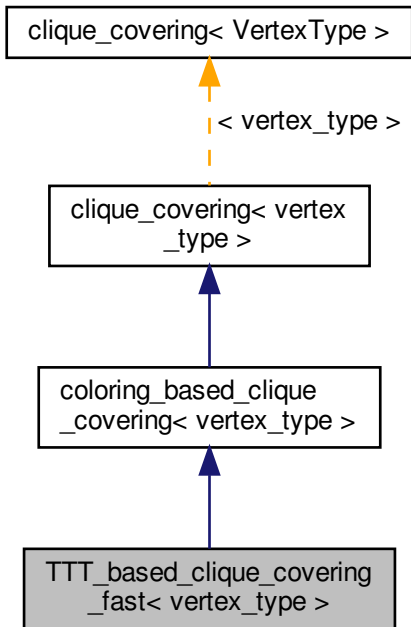 clique_covering< VertexType >
< vertex_type >
clique_covering< vertex
_type >
coloring_based_clique
_covering< vertex_type >
TTT_based_clique_covering
_fast< vertex_type >